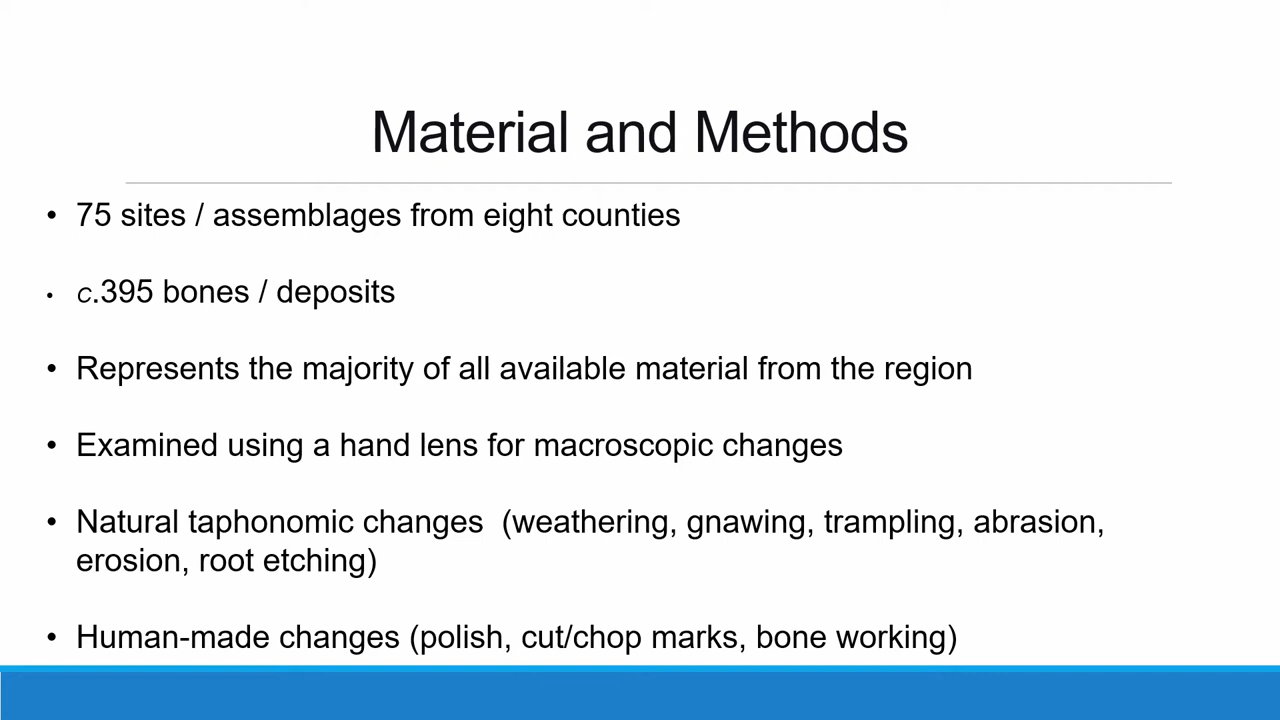 Material and Methods
• 75 sites / assemblages from eight counties
• c.395 bones / deposits
• Represents the majority of all available material from the region
• Examined using a hand lens for macroscopic changes
• Natural taphonomic changes  (weathering, gnawing, trampling, abrasion,
erosion, root etching)
• Human-made changes (polish, cut/chop marks, bone working)